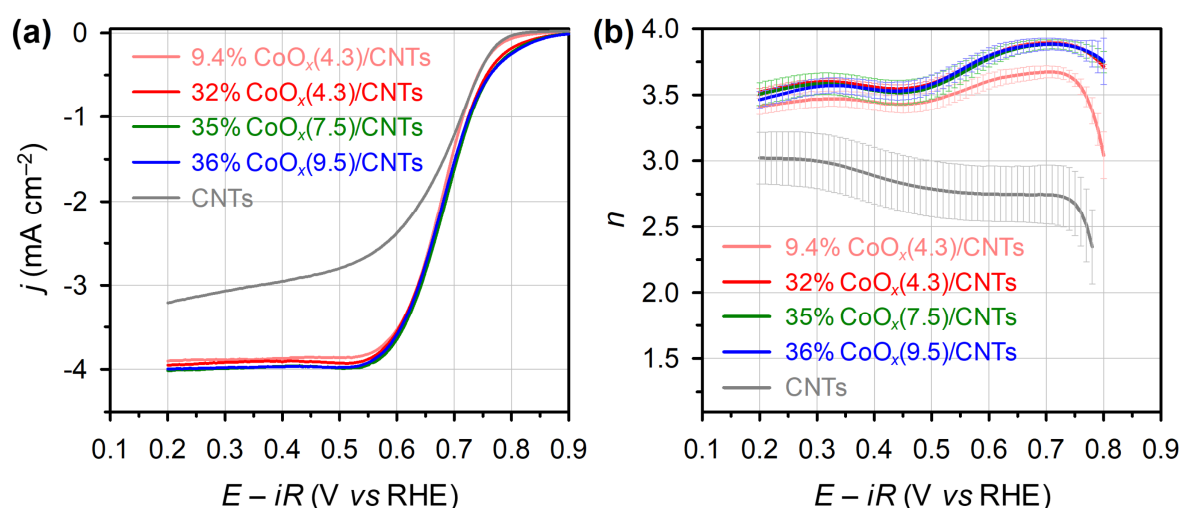 (a)
0
-1
-2
-3
-4
j (mA cm⁻²)
9.4% CoOₓ(4.3)/CNTs
32% CoOₓ(4.3)/CNTs
35% CoOₓ(7.5)/CNTs
36% CoOₓ(9.5)/CNTs
CNTs
0.1 0.2 0.3 0.4 0.5 0.6 0.7 0.8 0.9
E – iR (V vs RHE)
(b)
4.0
3.5
3.0
2.5
2.0
1.5
n
9.4% CoOₓ(4.3)/CNTs
32% CoOₓ(4.3)/CNTs
35% CoOₓ(7.5)/CNTs
36% CoOₓ(9.5)/CNTs
CNTs
0.1 0.2 0.3 0.4 0.5 0.6 0.7 0.8 0.9
E – iR (V vs RHE)